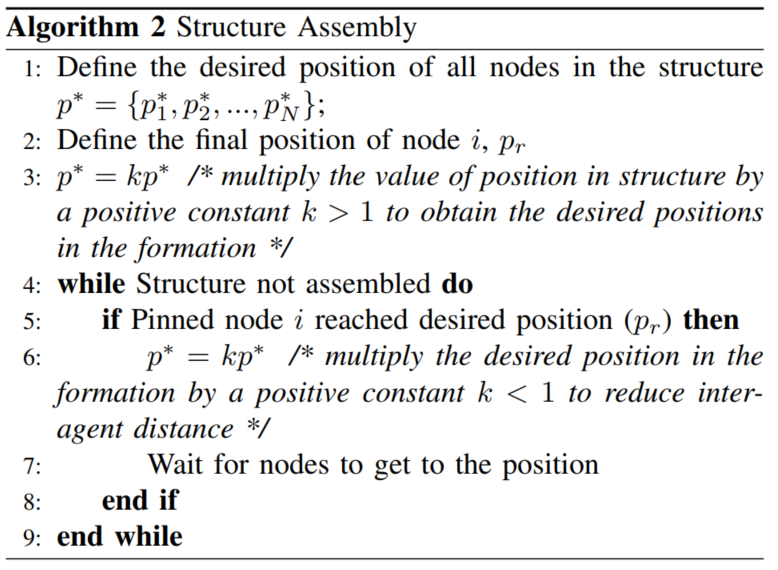 Algorithm 2 Structure Assembly
1: Define the desired position of all nodes in the structure
p* = {p*_1, p*_2, ..., p*_N};
2: Define the final position of node i, p_r
3: p* = kp* /* multiply the value of position in structure by
a positive constant k > 1 to obtain the desired positions
in the formation */
4: while Structure not assembled do
5: if Pinned node i reached desired position (p_r) then
6: p* = kp* /* multiply the desired position in the
formation by a positive constant k < 1 to reduce inter-
agent distance */
7: Wait for nodes to get to the position
8: end if
9: end while